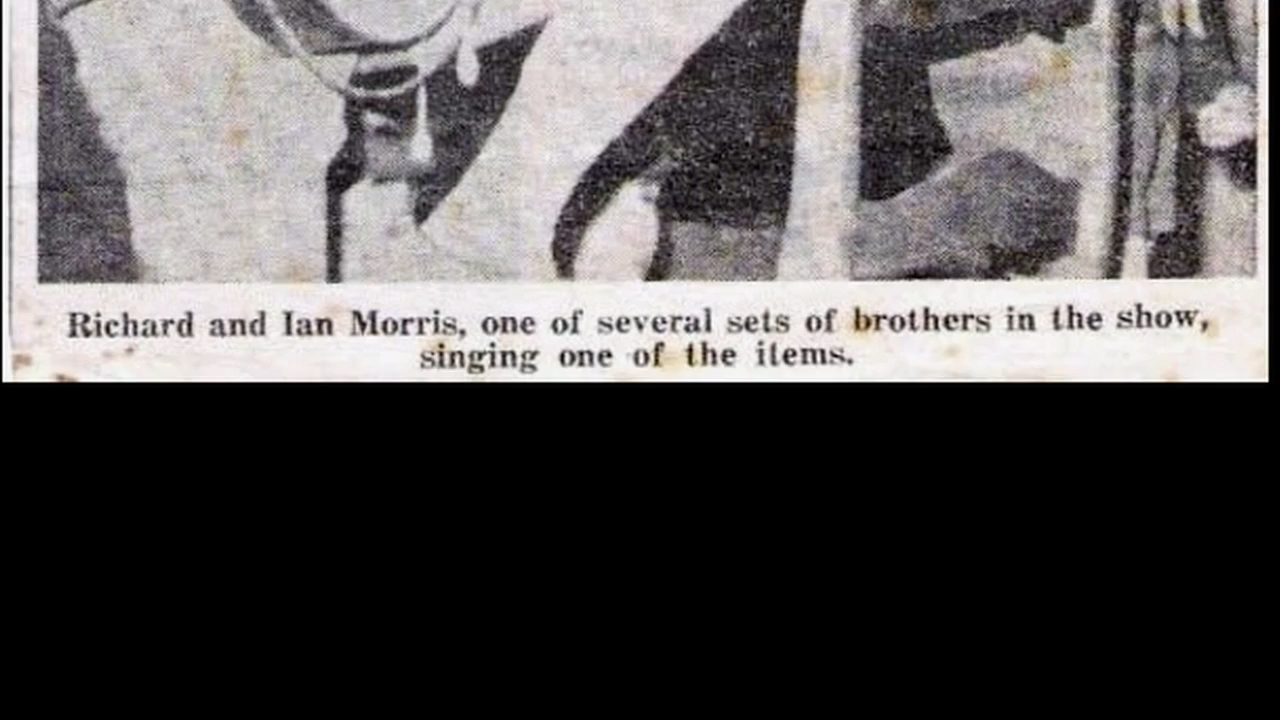 Richard and Ian Morris, one of several sets of brothers in the show,
singing one of the items.